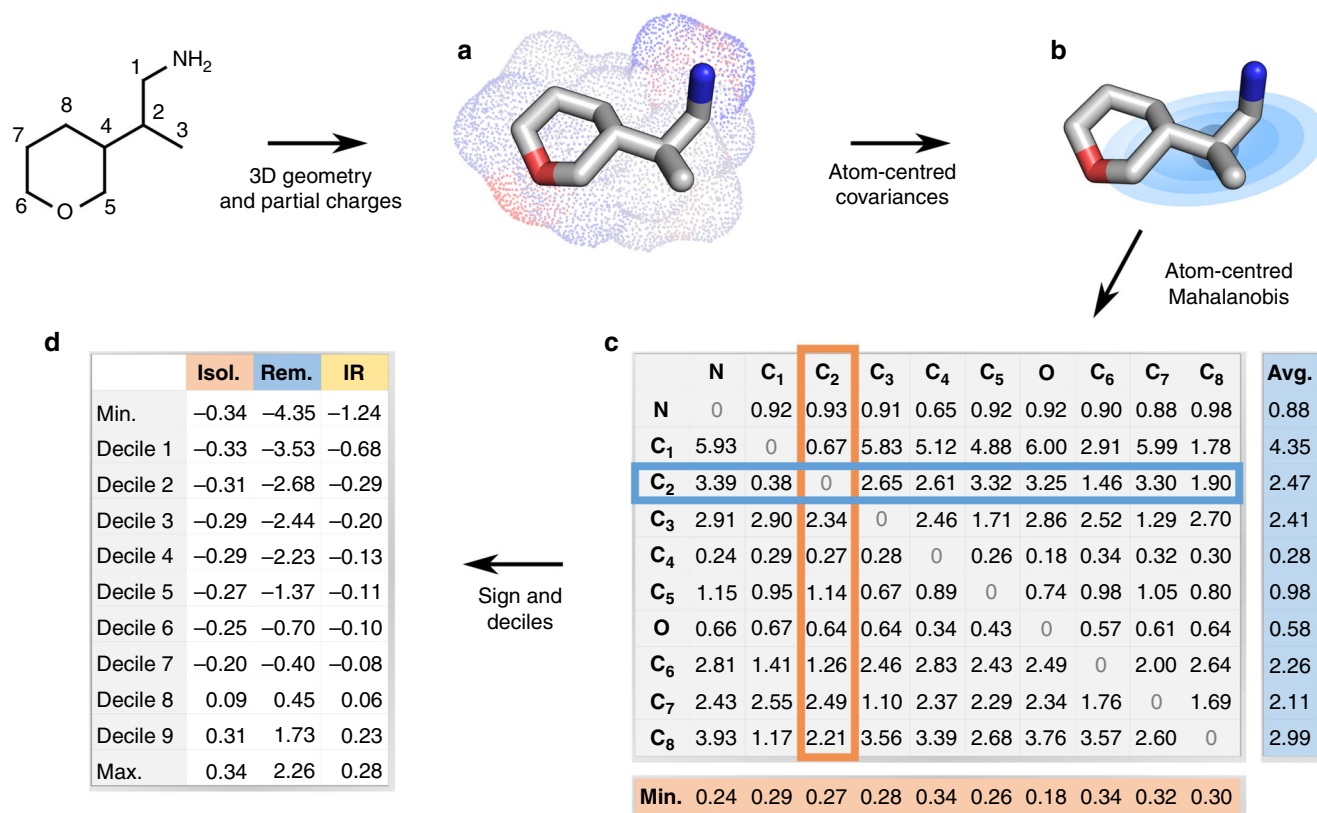 a
b
NH2
1
8
2
4
3
7
6
O
5
3D geometry
and partial charges
Atom-centred
covariances
Atom-centred
Mahalanobis
d
Isol. Rem. IR
Min. –0.34 –4.35 –1.24
Decile 1 –0.33 –3.53 –0.68
Decile 2 –0.31 –2.68 –0.29
Decile 3 –0.29 –2.44 –0.20
Decile 4 –0.29 –2.23 –0.13
Decile 5 –0.27 –1.37 –0.11
Decile 6 –0.25 –0.70 –0.10
Decile 7 –0.20 –0.40 –0.08
Decile 8 0.09 0.45 0.06
Decile 9 0.31 1.73 0.23
Max. 0.34 2.26 0.28
Sign and
deciles
c
N C1 C2 C3 C4 C5 O C6 C7 C8 Avg.
N 0 0.92 0.93 0.91 0.65 0.92 0.92 0.90 0.88 0.98 0.88
C1 5.93 0 0.67 5.83 5.12 4.88 6.00 2.91 5.99 1.78 4.35
C2 3.39 0.38 0 2.65 2.61 3.32 3.25 1.46 3.30 1.90 2.47
C3 2.91 2.90 2.34 0 2.46 1.71 2.86 2.52 1.29 2.70 2.41
C4 0.24 0.29 0.27 0.28 0 0.26 0.18 0.34 0.32 0.30 0.28
C5 1.15 0.95 1.14 0.67 0.89 0 0.74 0.98 1.05 0.80 0.98
O 0.66 0.67 0.64 0.64 0.34 0.43 0 0.57 0.61 0.64 0.58
C6 2.81 1.41 1.26 2.46 2.83 2.43 2.49 0 2.00 2.64 2.26
C7 2.43 2.55 2.49 1.10 2.37 2.29 2.34 1.76 0 1.69 2.11
C8 3.93 1.17 2.21 3.56 3.39 2.68 3.76 3.57 2.60 0 2.99
Min. 0.24 0.29 0.27 0.28 0.34 0.26 0.18 0.34 0.32 0.30